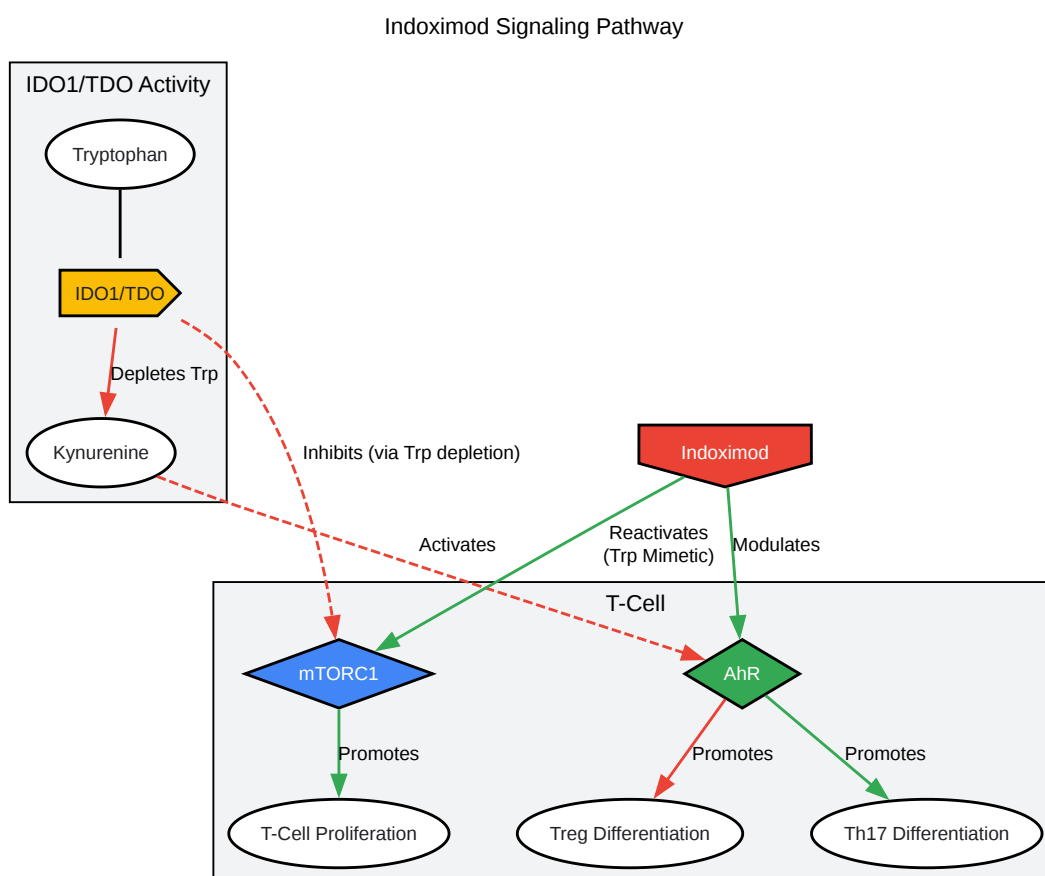 Indoximod Signaling Pathway
IDO1/TDO Activity
Tryptophan
IDO1/TDO
Depletes Trp
Kynurenine
Inhibits (via Trp depletion)
Indoximod
Activates
Reactivates
(Trp Mimetic)
Modulates
T-Cell
mTORC1
AhR
Promotes
Promotes
Promotes
T-Cell Proliferation
Treg Differentiation
Th17 Differentiation